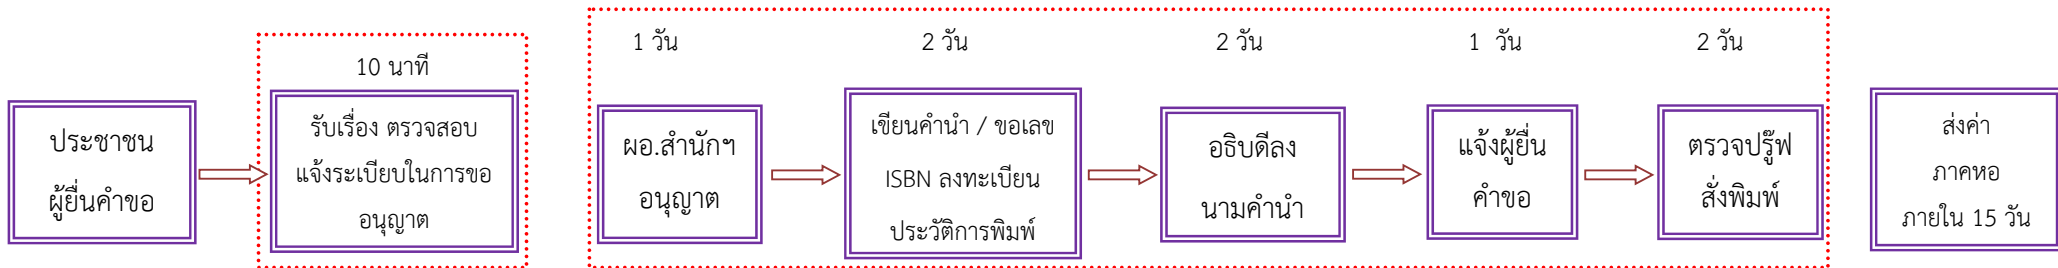 ประชาชน
ผู้ยื่นคำขอ
10 นาที
รับเรื่อง ตรวจสอบ
แจ้งระเบียบในการขอ
อนุญาต
1 วัน
ผอ.สำนักฯ
อนุญาต
2 วัน
เขียนคำนำ / ขอเลข
ISBN ลงทะเบียน
ประวัติการพิมพ์
2 วัน
อธิบดีลง
นามคำนำ
1 วัน
แจ้งผู้ยื่น
คำขอ
2 วัน
ตรวจปรู๊ฟ
สั่งพิมพ์
ส่งค่า
ภาคหอ
ภายใน 15 วัน